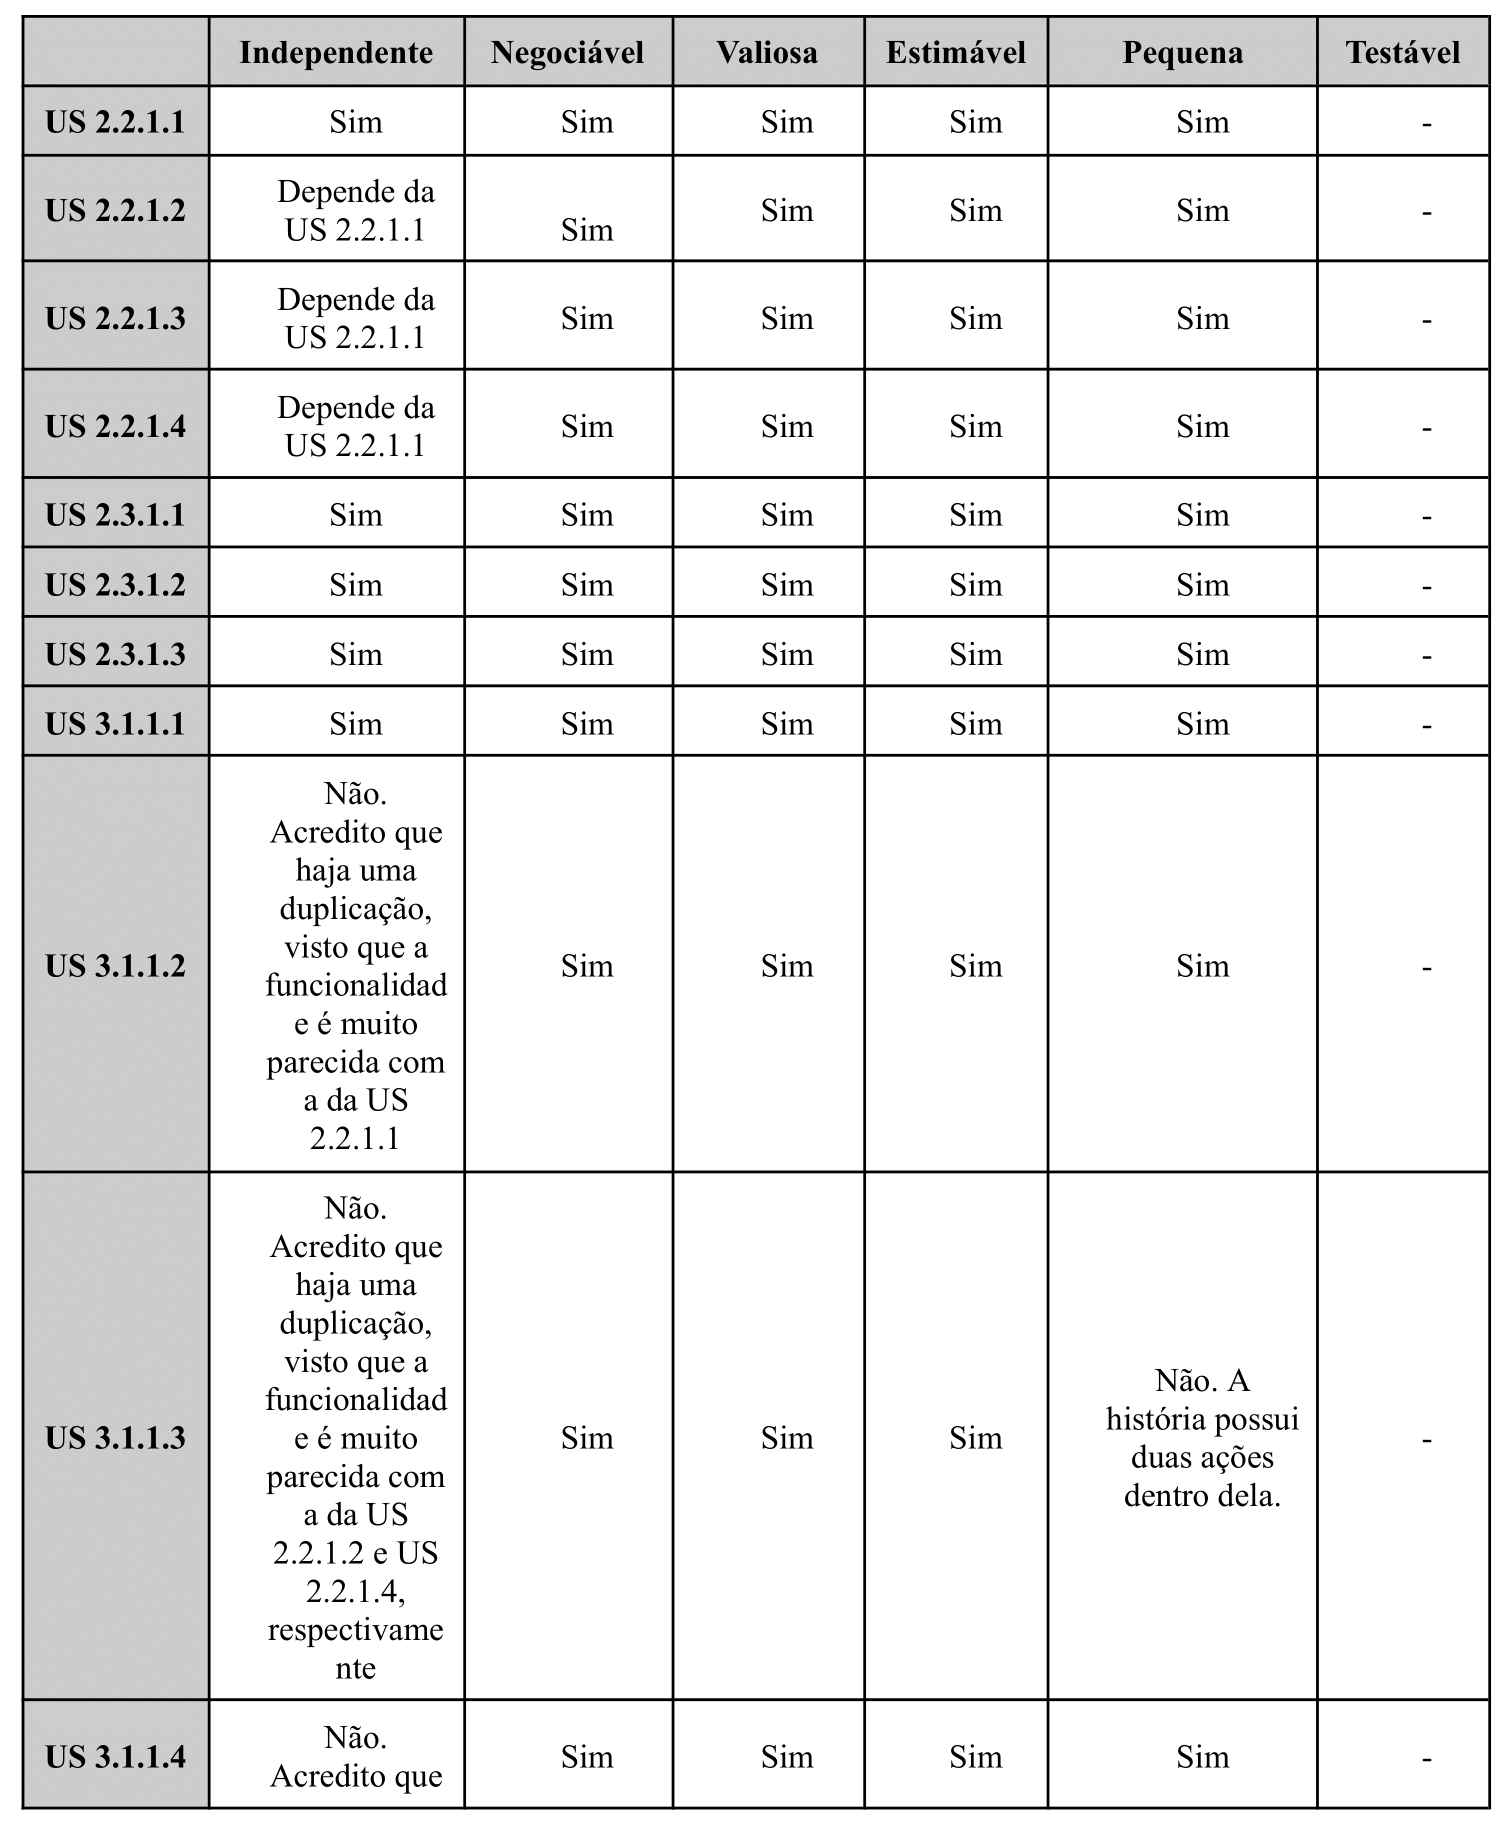 Independente Negociável Valiosa Estimável Pequena Testável
US 2.2.1.1 Sim Sim Sim Sim Sim -
US 2.2.1.2 Depende da
US 2.2.1.1 Sim Sim Sim Sim -
US 2.2.1.3 Depende da
US 2.2.1.1 Sim Sim Sim Sim -
US 2.2.1.4 Depende da
US 2.2.1.1 Sim Sim Sim Sim -
US 2.3.1.1 Sim Sim Sim Sim Sim -
US 2.3.1.2 Sim Sim Sim Sim Sim -
US 2.3.1.3 Sim Sim Sim Sim Sim -
US 3.1.1.1 Sim Sim Sim Sim Sim -
US 3.1.1.2 Não.
Acredito que
haja uma
duplicação,
visto que a
funcionalidad
e é muito
parecida com
a da US
2.2.1.1 Sim Sim Sim Sim -
US 3.1.1.3 Não.
Acredito que
haja uma
duplicação,
visto que a
funcionalidad
e é muito
parecida com
a da US
2.2.1.2 e US
2.2.1.4,
respectivame
nte Sim Sim Sim Não. A
história possui
duas ações
dentro dela. -
US 3.1.1.4 Não.
Acredito que Sim Sim Sim Sim -